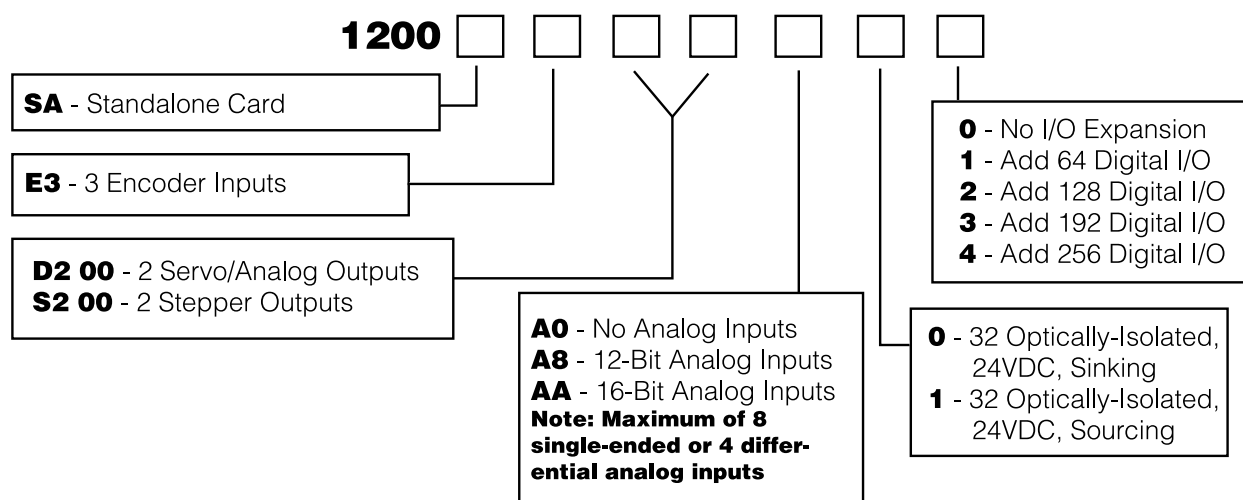 1200
SA - Standalone Card
E3 - 3 Encoder Inputs
D2 00 - 2 Servo/Analog Outputs
S2 00 - 2 Stepper Outputs
A0 - No Analog Inputs
A8 - 12-Bit Analog Inputs
AA - 16-Bit Analog Inputs
Note: Maximum of 8
single-ended or 4 differ-
ential analog inputs
0 - No I/O Expansion
1 - Add 64 Digital I/O
2 - Add 128 Digital I/O
3 - Add 192 Digital I/O
4 - Add 256 Digital I/O
0 - 32 Optically-Isolated,
24VDC, Sinking
1 - 32 Optically-Isolated,
24VDC, Sourcing